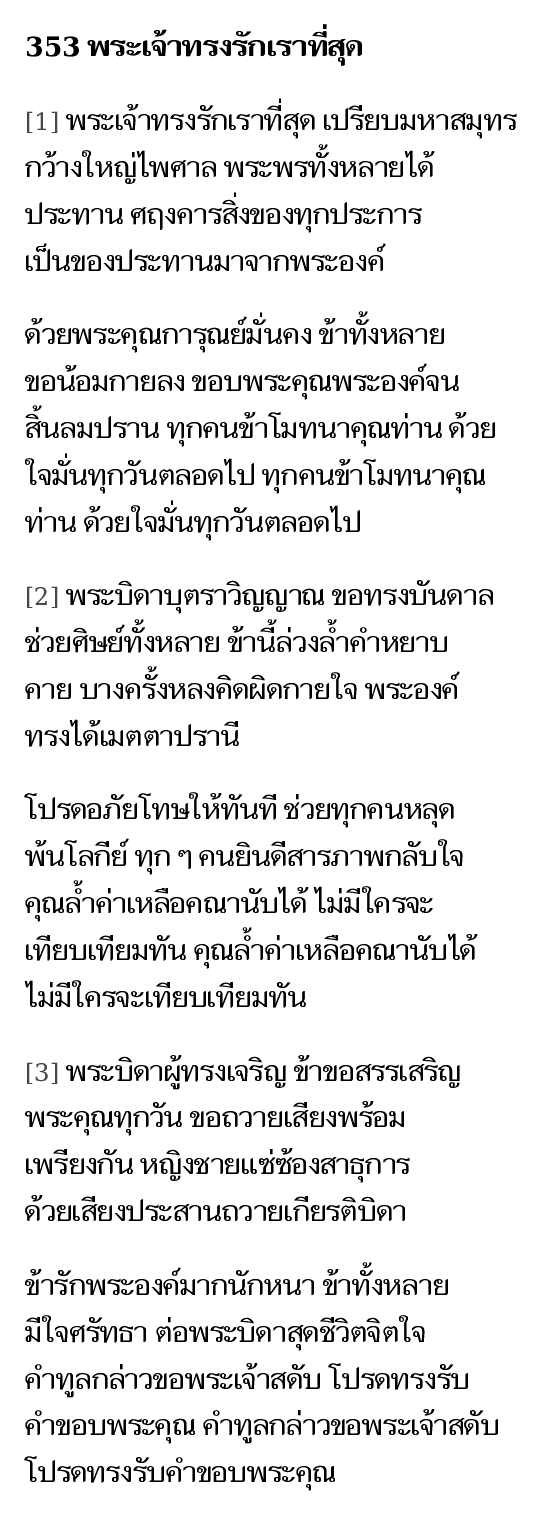 353 พระเจ้าทรงรักเราที่สุด
[1] พระเจ้าทรงรักเราที่สุด เปรียบมหาสมุทร
กว้างใหญ่ไพศาล พระพรทั้งหลายได้
ประทาน ศฤงคารสิ่งของทุกประการ
เป็นของประทานมาจากพระองค์
ด้วยพระคุณการุณย์มั่นคง ข้าทั้งหลาย
ขอน้อมกายลง ขอบพระคุณพระองค์จน
สิ้นลมปราน ทุกคนข้าโมทนาคุณท่าน ด้วย
ใจมั่นทุกวันตลอดไป ทุกคนข้าโมทนาคุณ
ท่าน ด้วยใจมั่นทุกวันตลอดไป
[2] พระบิดาบุตราวิญญาณ ขอทรงบันดาล
ช่วยศิษย์ทั้งหลาย ข้านี้ล่วงล้ำคำหยาบ
คาย บางครั้งหลงคิดผิดกายใจ พระองค์
ทรงได้เมตตาปรานี
โปรดอภัยโทษให้ทันที ช่วยทุกคนหลุด
พ้นโลกีย์ ทุก ๆ คนยินดีสารภาพกลับใจ
คุณล้ำค่าเหลือคณานับได้ ไม่มีใครจะ
เทียบเทียมทัน คุณล้ำค่าเหลือคณานับได้
ไม่มีใครจะเทียบเทียมทัน
[3] พระบิดาผู้ทรงเจริญ ข้าขอสรรเสริญ
พระคุณทุกวัน ขอถวายเสียงพร้อม
เพรียงกัน หญิงชายแซ่ซ้องสาธุการ
ด้วยเสียงประสานถวายเกียรติบิดา
ข้ารักพระองค์มากนักหนา ข้าทั้งหลาย
มีใจศรัทธา ต่อพระบิดาสุดชีวิตจิตใจ
คำทูลกล่าวขอพระเจ้าสดับ โปรดทรงรับ
คำขอบพระคุณ คำทูลกล่าวขอพระเจ้าสดับ
โปรดทรงรับคำขอบพระคุณ